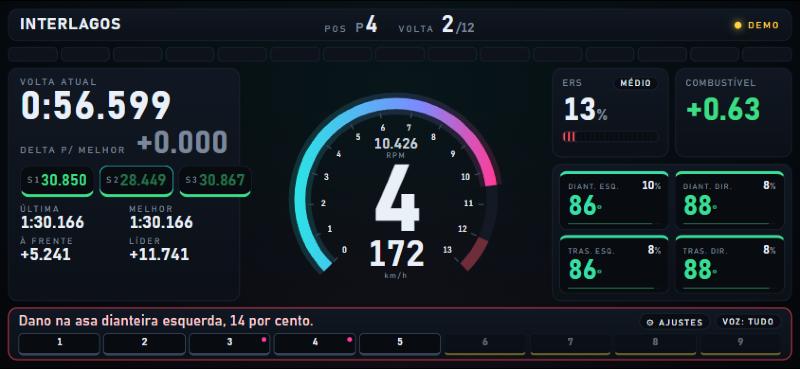 INTERLAGOS
POS P4 VOLTA 2/12
DEMO
VOLTA ATUAL
0:56.599
DELTA P/ MELHOR +0.000
S1 30.850 S2 28.449 S3 30.867
ÚLTIMA MELHOR
1:30.166 1:30.166
À FRENTE LÍDER
+5.241 +11.741
0 1 2 3 4 5 6 7 8 9 10 11 12 13
10.426
RPM
4
172
km/h
ERS MÉDIO
13%
COMBUSTÍVEL
+0.63
DIANT. ESQ. 10%
86°
DIANT. DIR. 8%
88°
TRAS. ESQ. 8%
86°
TRAS. DIR. 8%
88°
Dano na asa dianteira esquerda, 14 por cento.
⚙ AJUSTES VOZ: TUDO
1 2 3 4 5 6 7 8 9